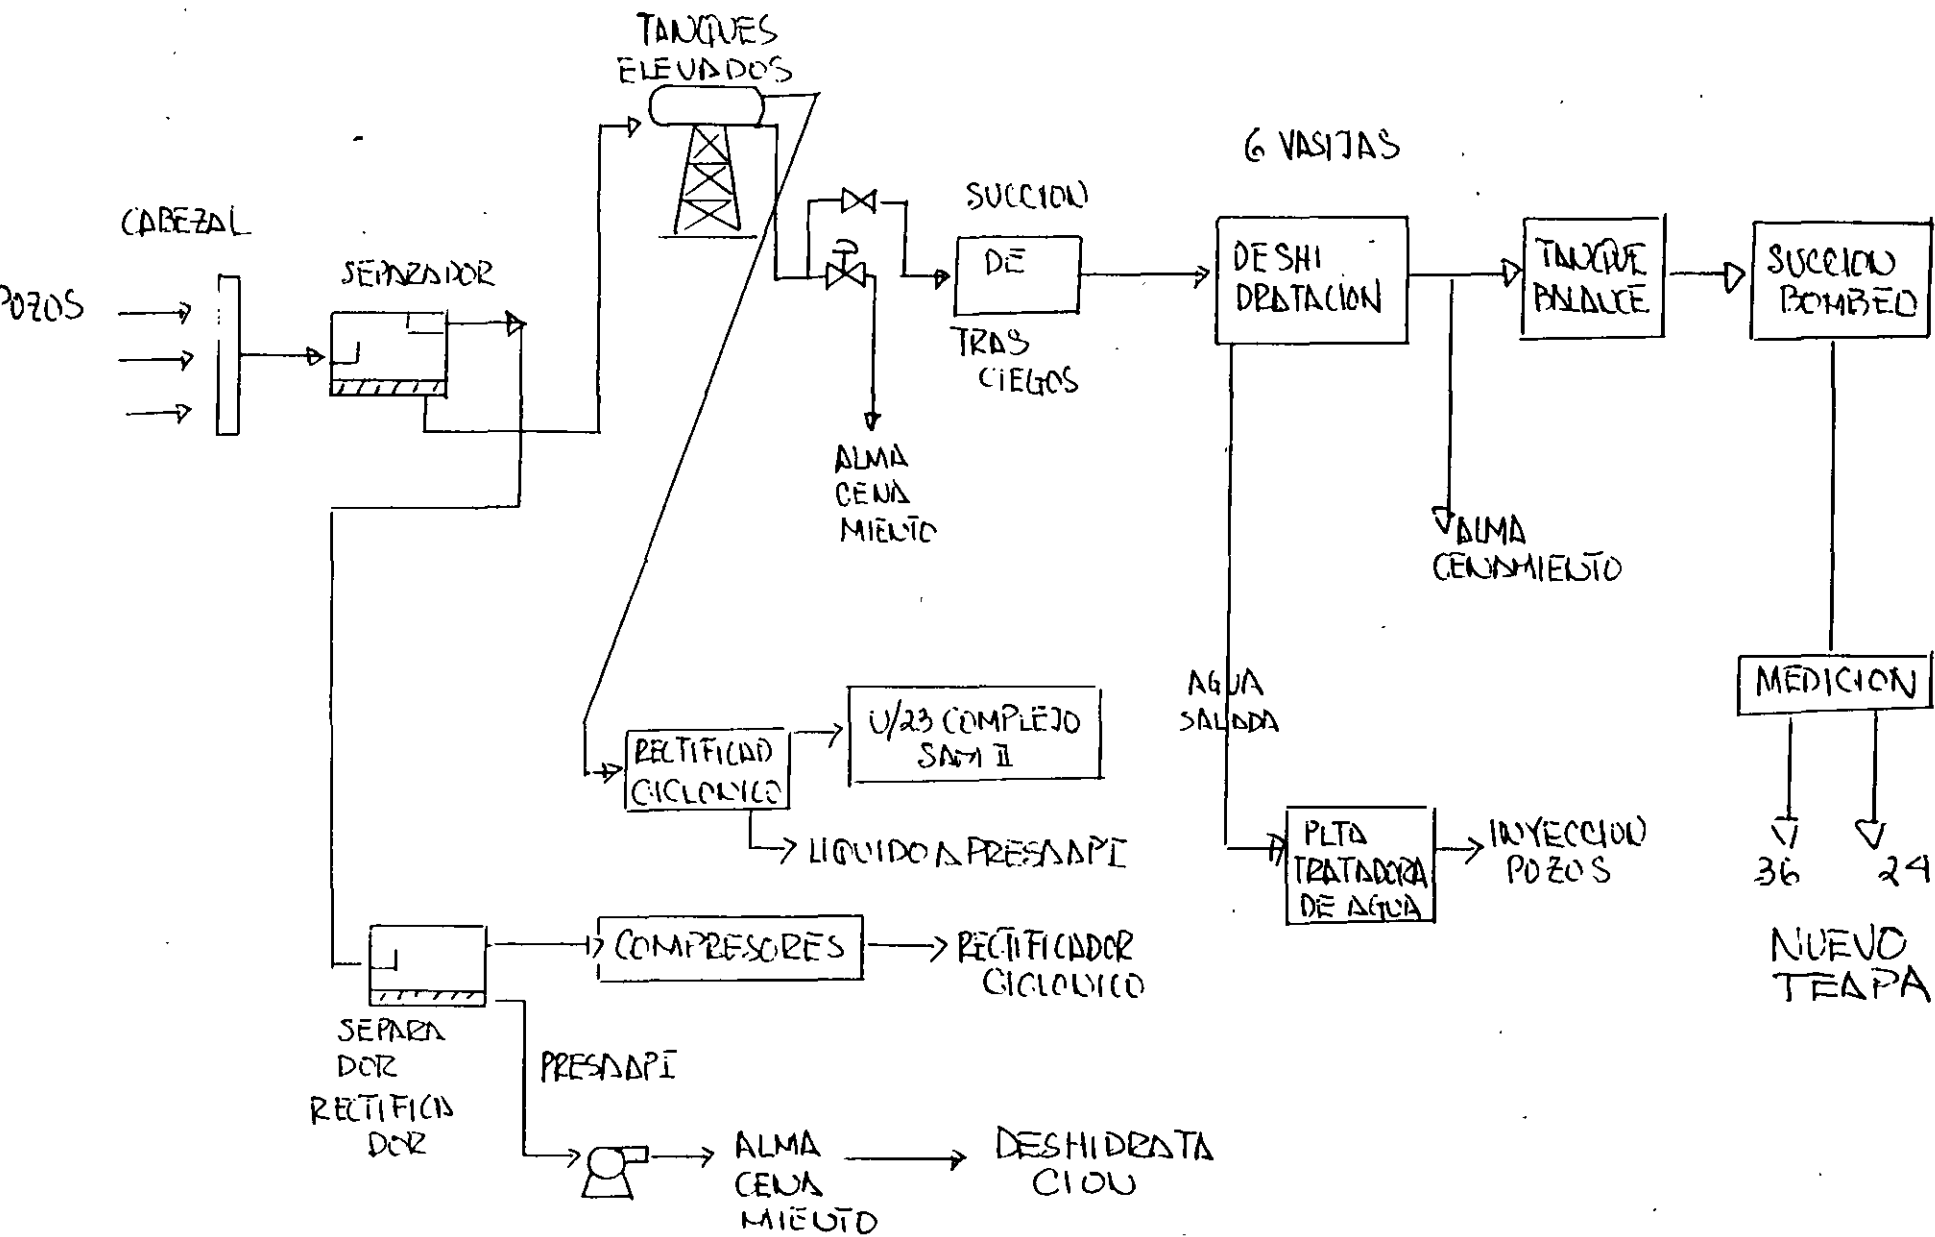 TANQUES
ELEVADOS
6 VASIJAS
CABEZAL
SUCCION
POZOS
SEPARADOR
DE
TRAS
CIEGOS
DESHI
DRATACION
TANQUE
BALANCE
SUCCION
BOMBEO
ALMA
CENA
MIENTO
ALMA
CENAMIENTO
AGUA
SALADA
MEDICION
RECTIFICAD
CICLONICO
U/23 COMPLEJO
SAM II
LIQUIDO A PRESA API
PLTA
TRATADORA
DE AGUA
INYECCION
POZOS
36
24
NUEVO
TEAPA
COMPRESORES
RECTIFICADOR
CICLONICO
SEPARA
DOR
RECTIFICA
DOR
PRESA API
ALMA
CENA
MIENTO
DESHIDRATA
CION